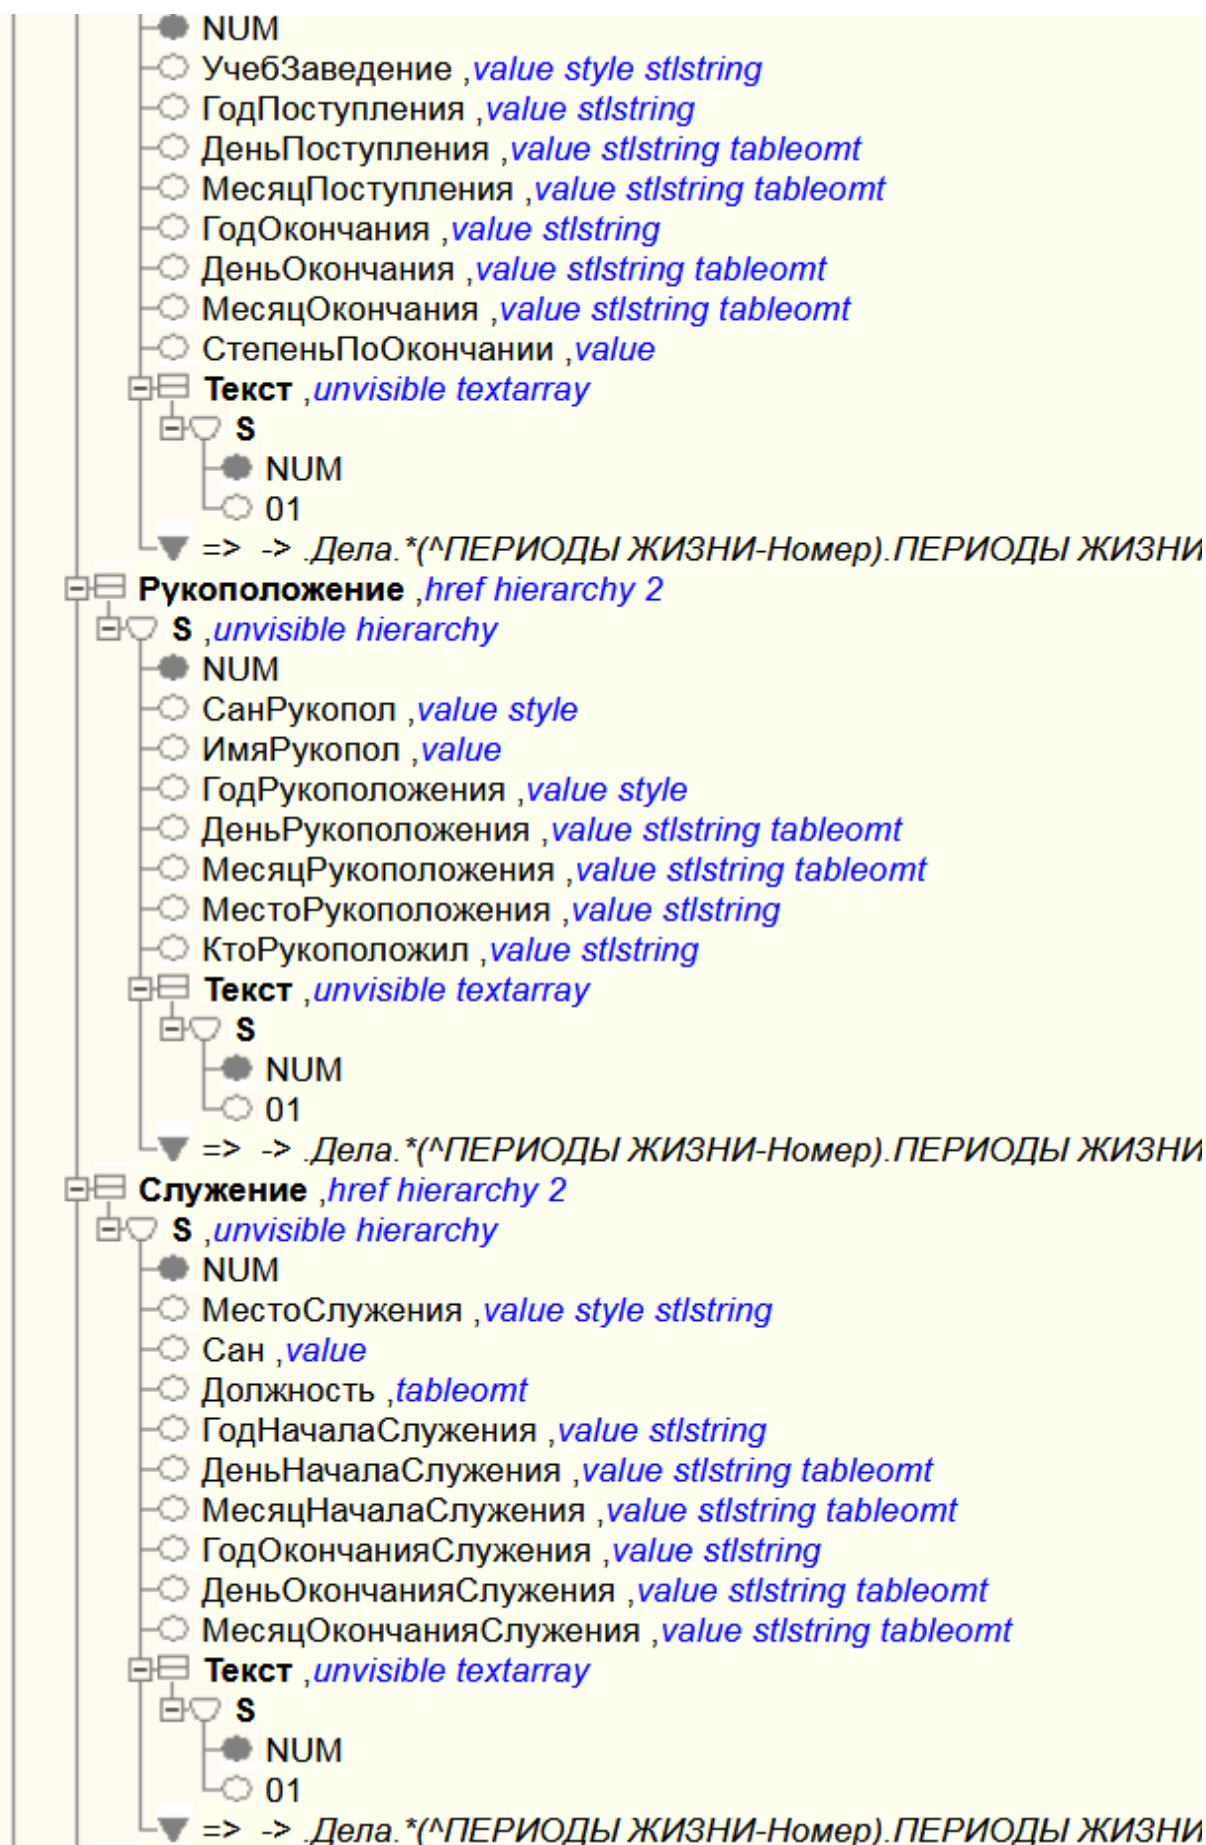 NUM
УчебЗаведение ,value style stlstring
ГодПоступления ,value stlstring
ДеньПоступления ,value stlstring tableomt
МесяцПоступления ,value stlstring tableomt
ГодОкончания ,value stlstring
ДеньОкончания ,value stlstring tableomt
МесяцОкончания ,value stlstring tableomt
СтепеньПоОкончании ,value
Текст ,unvisible textarray
S
NUM
01
=> -> .Дела.*(^ПЕРИОДЫ ЖИЗНИ-Номер).ПЕРИОДЫ ЖИЗНИ
Рукоположение ,href hierarchy 2
S ,unvisible hierarchy
NUM
СанРукопол ,value style
ИмяРукопол ,value
ГодРукоположения ,value style
ДеньРукоположения ,value stlstring tableomt
МесяцРукоположения ,value stlstring tableomt
МестоРукоположения ,value stlstring
КтоРукоположил ,value stlstring
Текст ,unvisible textarray
S
NUM
01
=> -> .Дела.*(^ПЕРИОДЫ ЖИЗНИ-Номер).ПЕРИОДЫ ЖИЗНИ
Служение ,href hierarchy 2
S ,unvisible hierarchy
NUM
МестоСлужения ,value style stlstring
Сан ,value
Должность ,tableomt
ГодНачалаСлужения ,value stlstring
ДеньНачалаСлужения ,value stlstring tableomt
МесяцНачалаСлужения ,value stlstring tableomt
ГодОкончанияСлужения ,value stlstring
ДеньОкончанияСлужения ,value stlstring tableomt
МесяцОкончанияСлужения ,value stlstring tableomt
Текст ,unvisible textarray
S
NUM
01
=> -> .Дела.*(^ПЕРИОДЫ ЖИЗНИ-Номер).ПЕРИОДЫ ЖИЗНИ